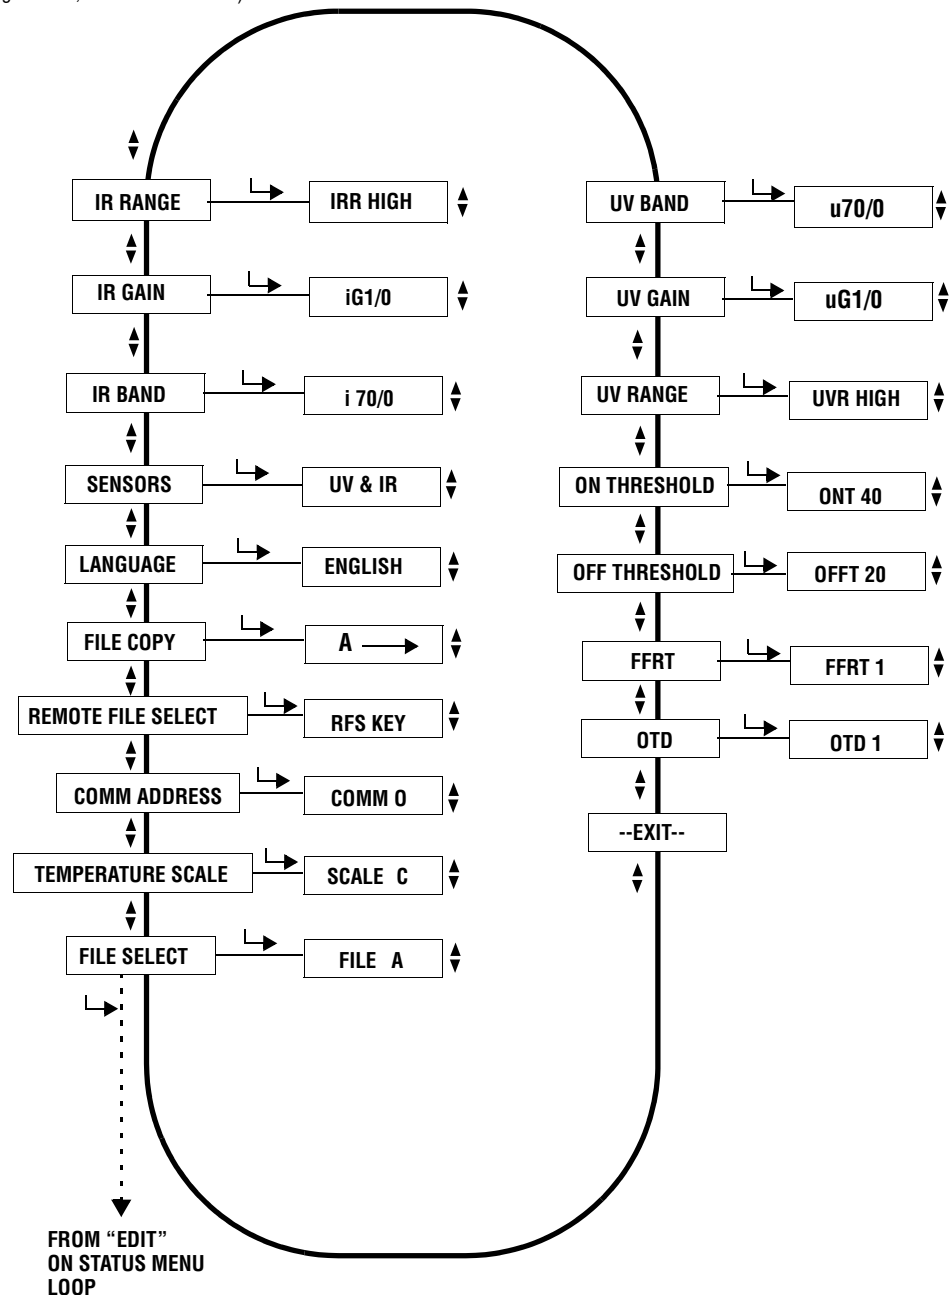 IR RANGE
IRR HIGH
IR GAIN
iG1/0
IR BAND
i 70/0
SENSORS
UV & IR
LANGUAGE
ENGLISH
FILE COPY
A
REMOTE FILE SELECT
RFS KEY
COMM ADDRESS
COMM 0
TEMPERATURE SCALE
SCALE C
FILE SELECT
FILE A
FROM “EDIT”
ON STATUS MENU
LOOP
UV BAND
u70/0
UV GAIN
uG1/0
UV RANGE
UVR HIGH
ON THRESHOLD
ONT 40
OFF THRESHOLD
OFFT 20
FFRT
FFRT 1
OTD
OTD 1
--EXIT--